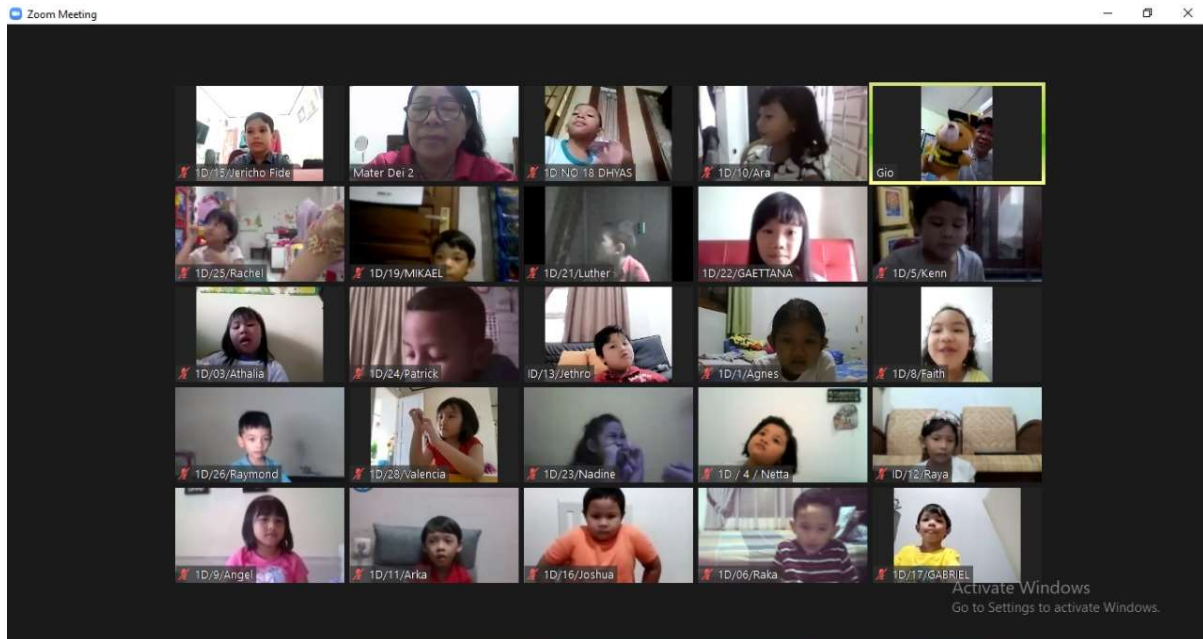 Zoom Meeting
1D/15/Jericho Fide
Mater Dei 2
1D NO 18 DHYAS
1D/10/Ara
Gio
1D/25/Rachel
1D/19/MIKAEL
1D/21/Luther
1D/22/GAETTANA
1D/5/Kenn
1D/03/Athalia
1D/24/Patrick
ID/13/Jethro
1D/1/Agnes
1D/8/Faith
1D/26/Raymond
1D/28/Valencia
1D/23/Nadine
1D / 4 / Netta
ID/12/Raya
1D/9/Angel
1D/11/Arka
1D/16/Joshua
1D/06/Raka
1D/17/GABRIEL
Activate Windows
Go to Settings to activate Windows.